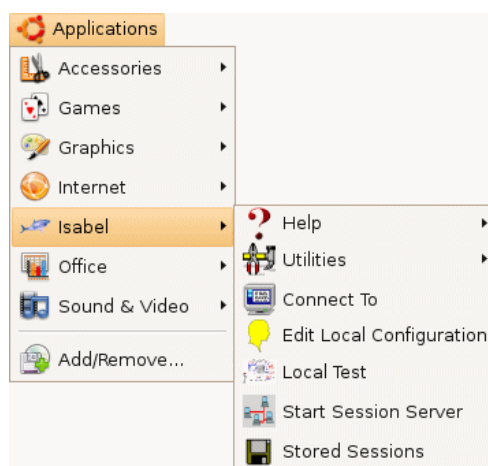 Applications
Accessories
Games
Graphics
Internet
Isabel
Office
Sound & Video
Add/Remove...
Help
Utilities
Connect To
Edit Local Configuration
Local Test
Start Session Server
Stored Sessions